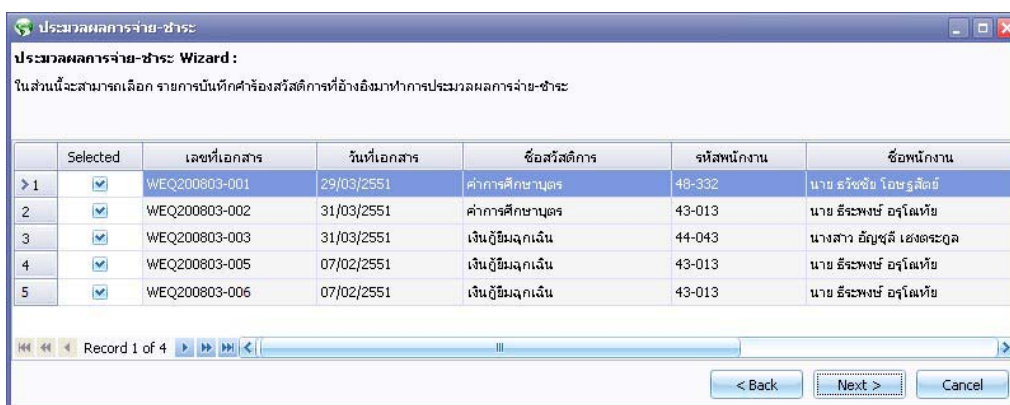 ประมวลผลการจ่าย-ชำระ
ประมวลผลการจ่าย-ชำระ Wizard :
ในส่วนนี้จะสามารถเลือก รายการบันทึกคำร้องสวัสดิการที่อ้างอิงมาทำการประมวลผลการจ่าย-ชำระ
Selected เลขที่เอกสาร วันที่เอกสาร ชื่อสวัสดิการ รหัสพนักงาน ชื่อพนักงาน
1 WEQ200803-001 29/03/2551 ค่าการศึกษาบุตร 48-332 นาย ธวัชชัย โอษฐสัตย์
2 WEQ200803-002 31/03/2551 ค่าการศึกษาบุตร 43-013 นาย ธีระพงษ์ อรุโณทัย
3 WEQ200803-003 31/03/2551 เงินกู้ยืมฉุกเฉิน 44-043 นางสาว อัญชุลี เฮงตระกูล
4 WEQ200803-005 07/02/2551 เงินกู้ยืมฉุกเฉิน 43-013 นาย ธีระพงษ์ อรุโณทัย
5 WEQ200803-006 07/02/2551 เงินกู้ยืมฉุกเฉิน 43-013 นาย ธีระพงษ์ อรุโณทัย
Record 1 of 4
< Back Next > Cancel